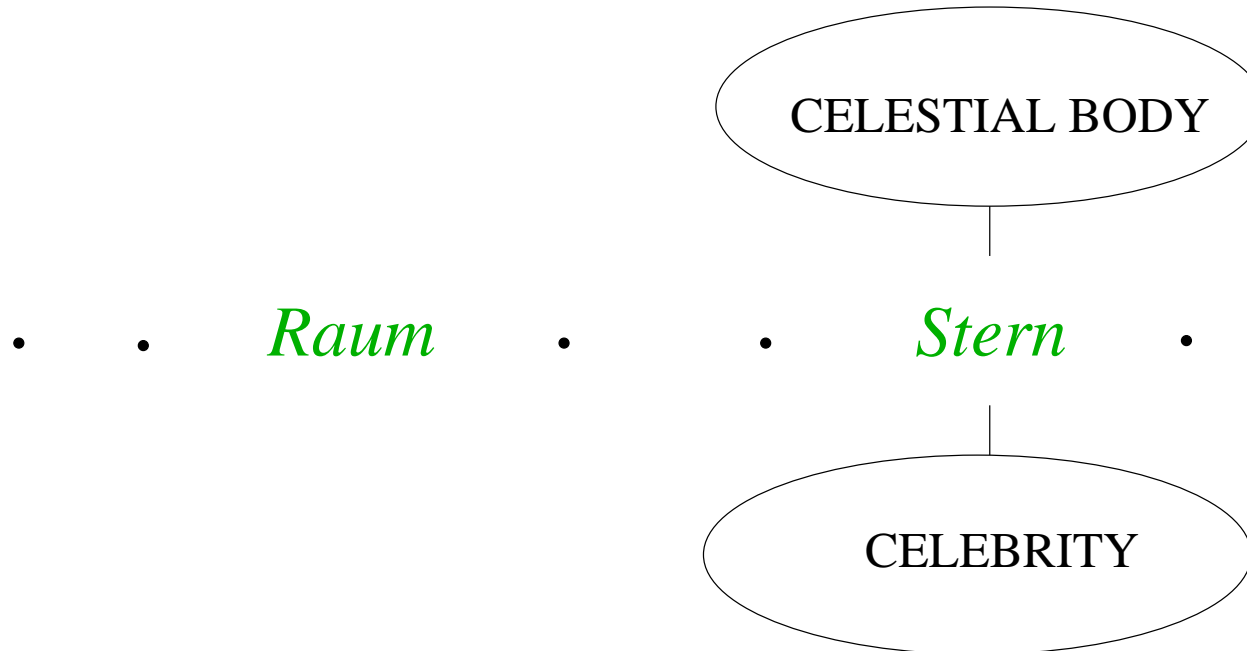 CELESTIAL BODY
. . Raum . . Stern .
CELEBRITY